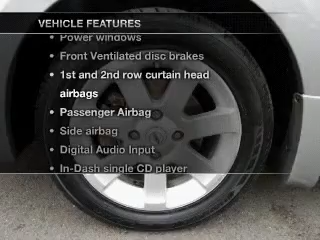 VEHICLE FEATURES
• Power windows
• Front Ventilated disc brakes
• 1st and 2nd row curtain head
airbags
• Passenger Airbag
• Side airbag
• Digital Audio Input
• In-Dash single CD player